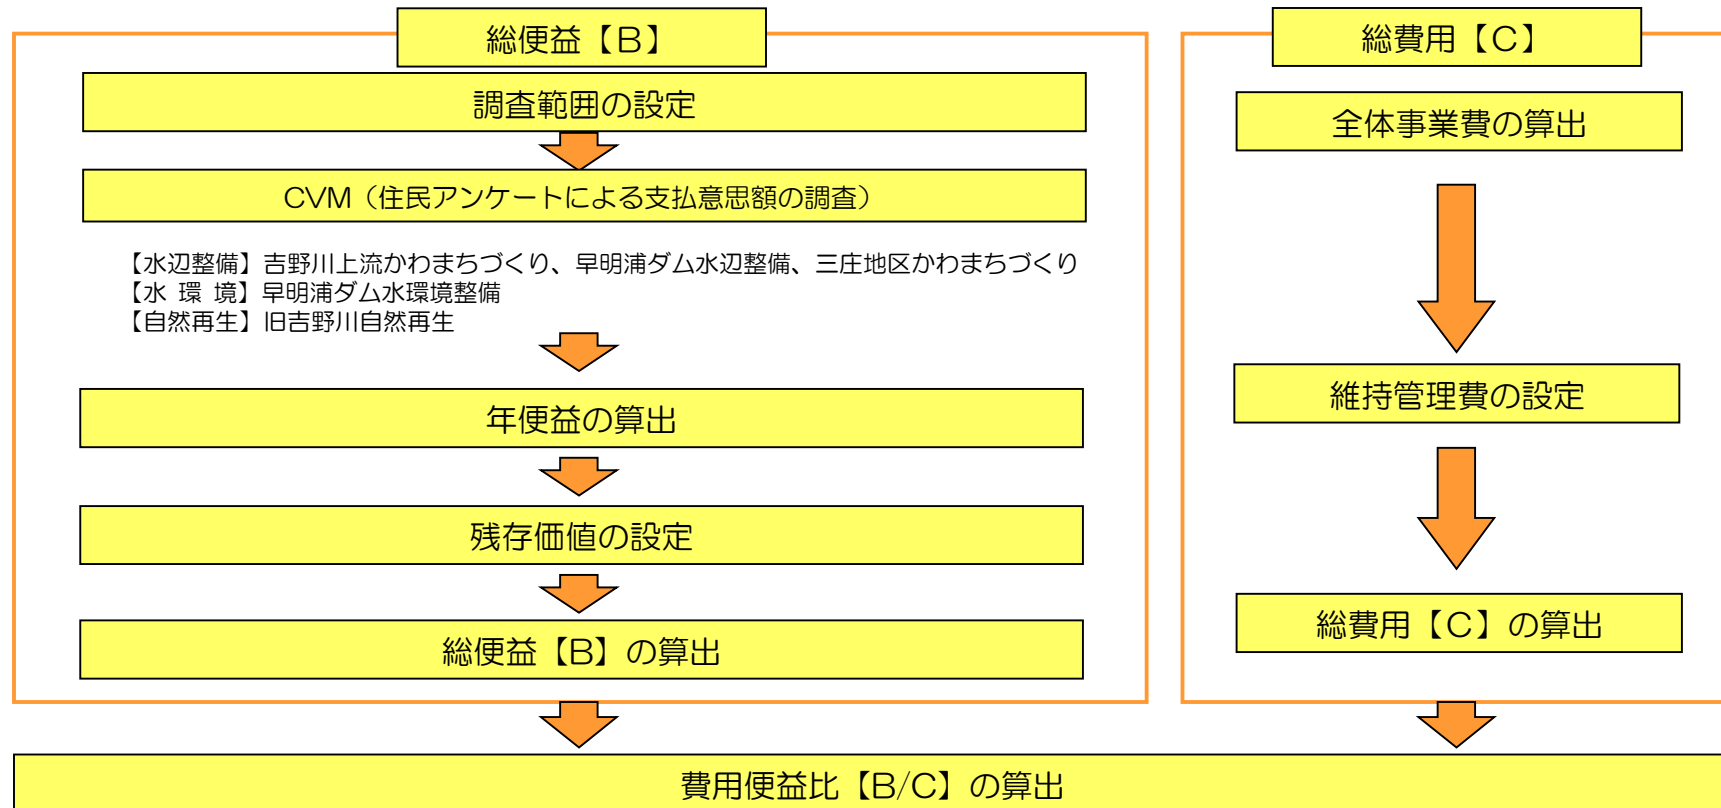 総便益【B】
調査範囲の設定
CVM（住民アンケートによる支払意思額の調査）
【水辺整備】吉野川上流かわまちづくり、早明浦ダム水辺整備、三庄地区かわまちづくり
【水 環 境】早明浦ダム水環境整備
【自然再生】旧吉野川自然再生
年便益の算出
残存価値の設定
総便益【B】の算出
総費用【C】
全体事業費の算出
維持管理費の設定
総費用【C】の算出
費用便益比【B/C】の算出